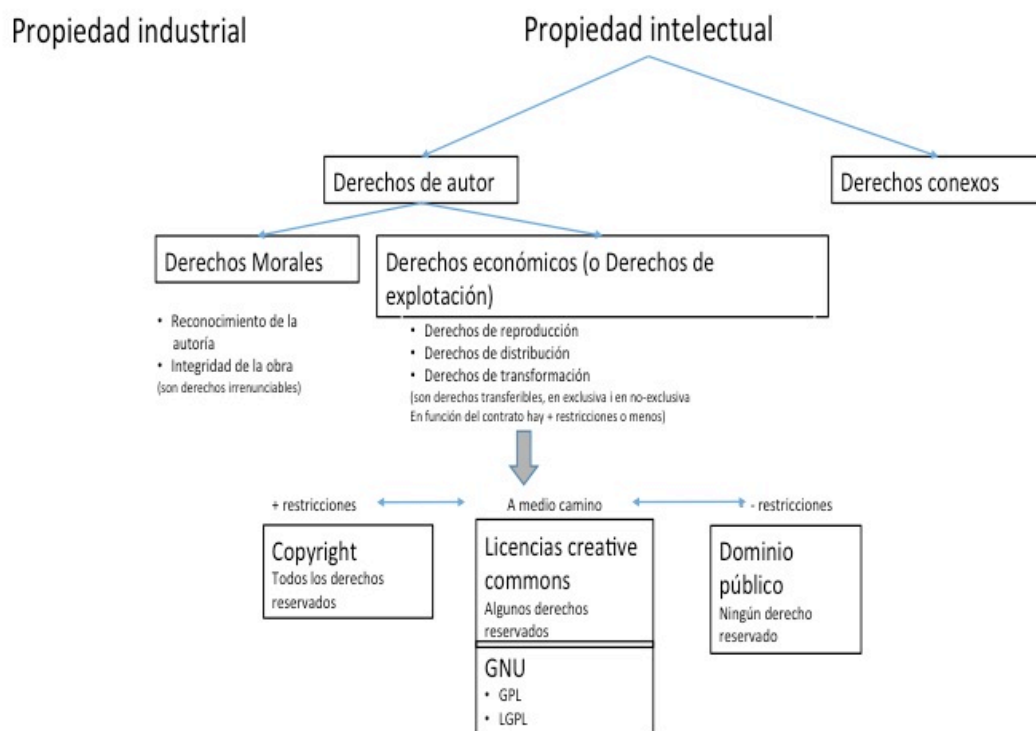 Propiedad industrial
Propiedad intelectual
Derechos de autor
Derechos conexos
Derechos Morales
• Reconocimiento de la
autoría
• Integridad de la obra
(son derechos irrenunciables)
Derechos económicos (o Derechos de
explotación)
• Derechos de reproducción
• Derechos de distribución
• Derechos de transformación
(son derechos transferibles, en exclusiva i en no-exclusiva
En función del contrato hay + restricciones o menos)
+ restricciones
A medio camino
- restricciones
Copyright
Todos los derechos
reservados
Licencias creative
commons
Algunos derechos
reservados
GNU
• GPL
• LGPL
Dominio
público
Ningún derecho
reservado